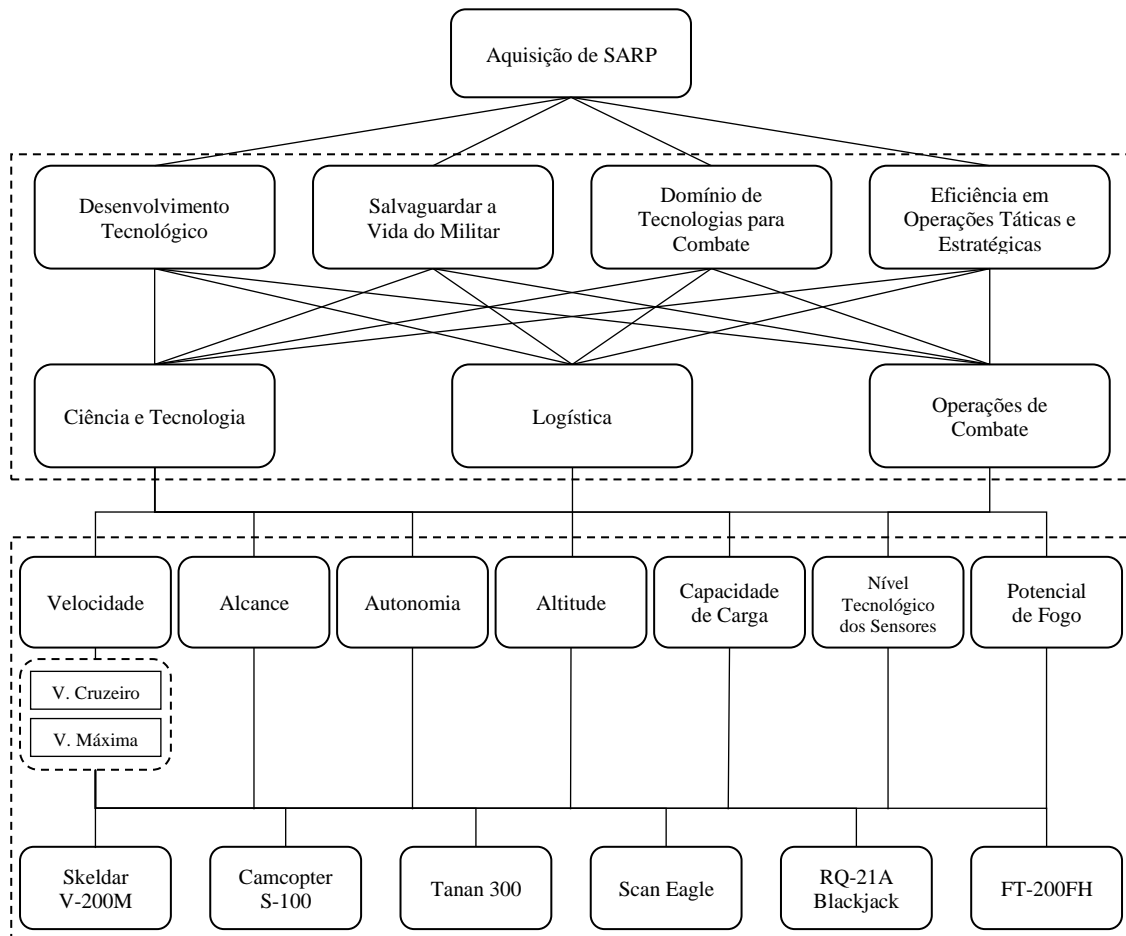 Aquisição de SARP
Desenvolvimento
Tecnológico
Salvaguardar a
Vida do Militar
Domínio de
Tecnologias para
Combate
Eficiência em
Operações Táticas e
Estratégicas
Ciência e Tecnologia
Logística
Operações de
Combate
Velocidade
Alcance
Autonomia
Altitude
Capacidade
de Carga
Nível
Tecnológico
dos Sensores
Potencial
de Fogo
V. Cruzeiro
V. Máxima
Skeldar
V-200M
Camcopter
S-100
Tanan 300
Scan Eagle
RQ-21A
Blackjack
FT-200FH